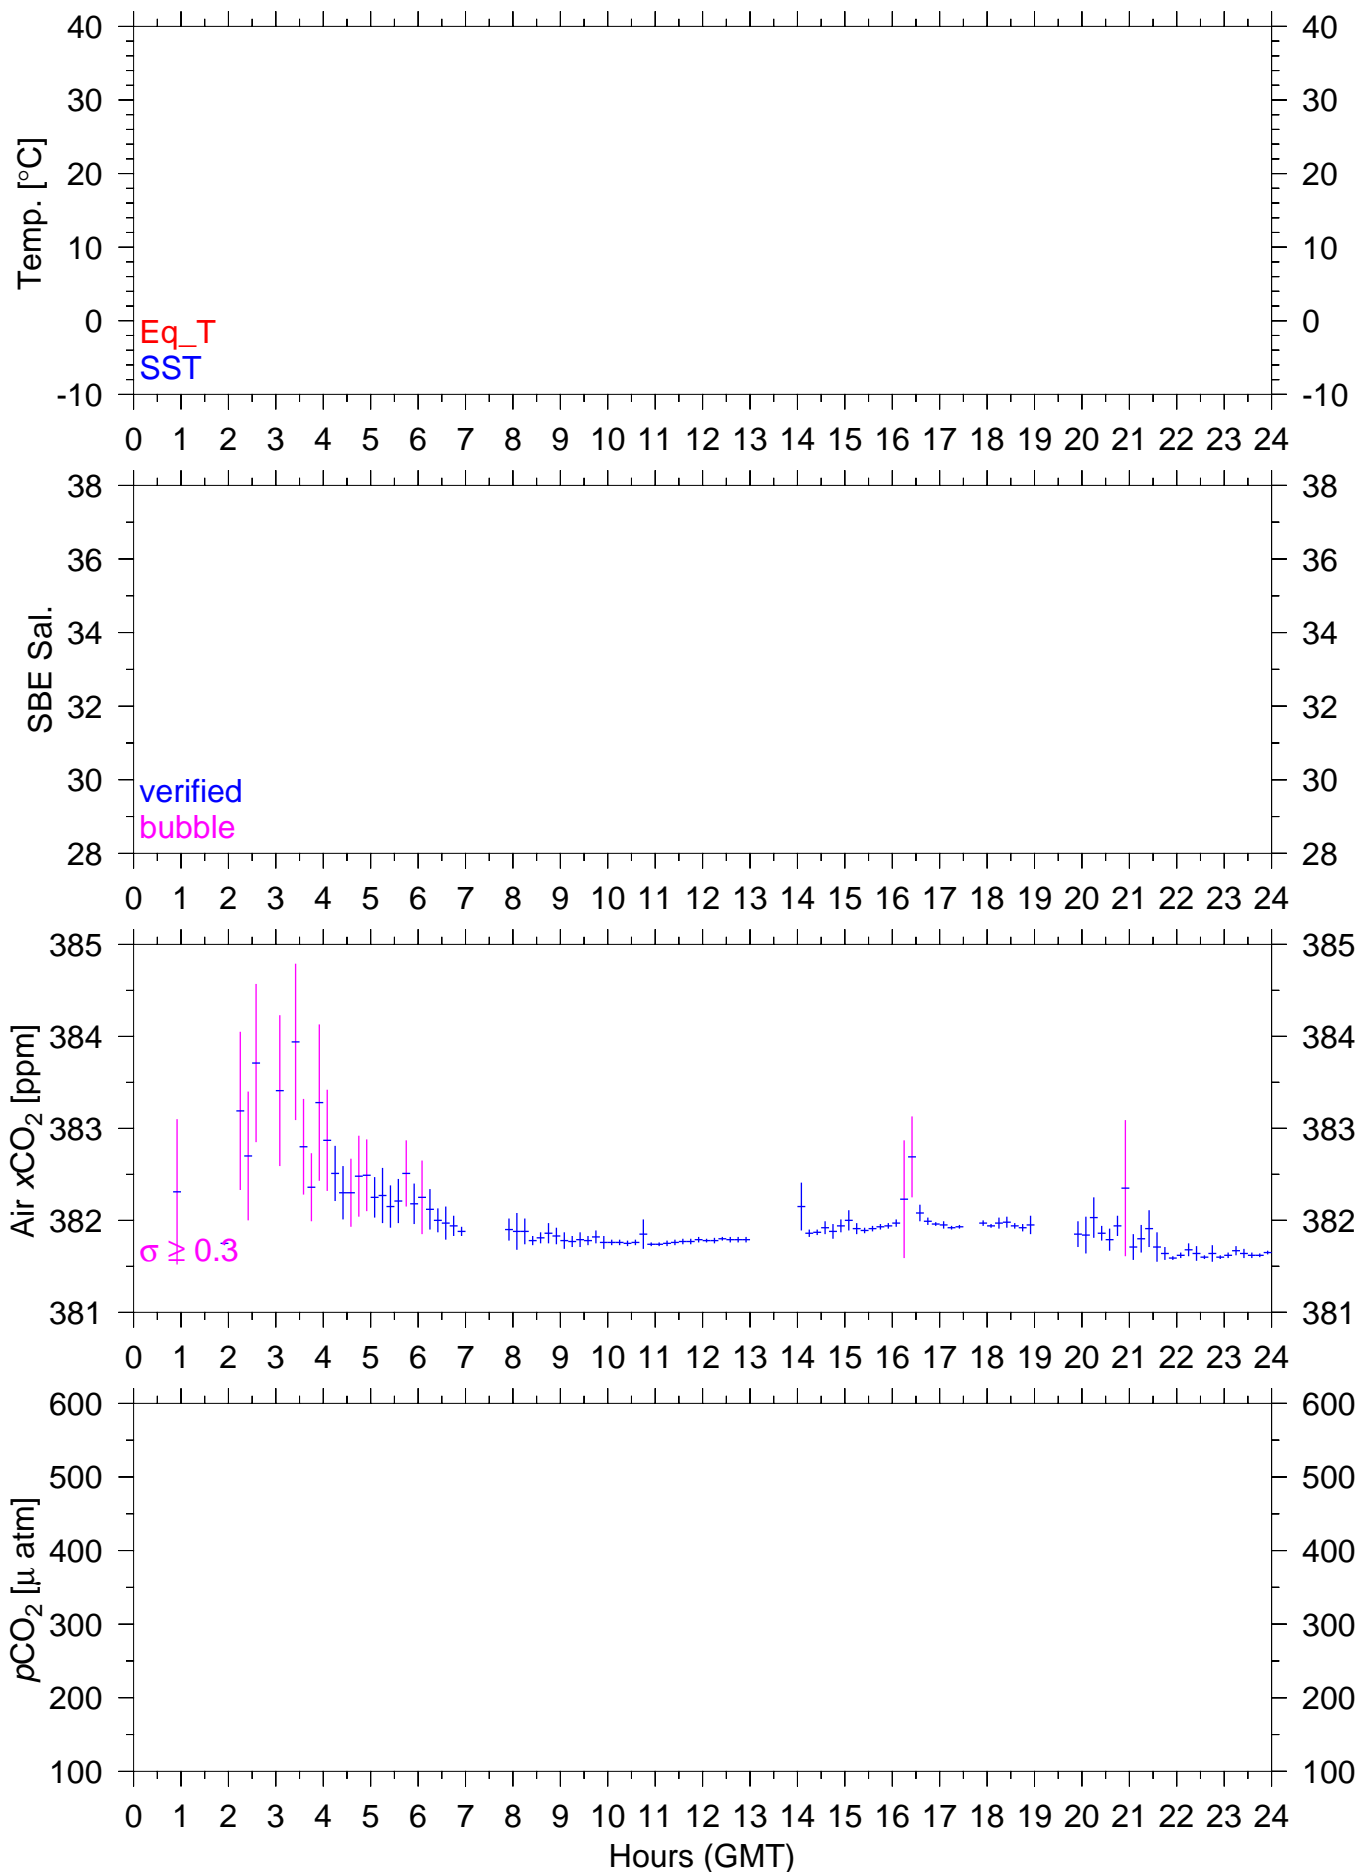 40 40
30 30
20 20
10 10
0 0
-10 -10
Temp. [°C]
Eq_T
SST
0 1 2 3 4 5 6 7 8 9 10 11 12 13 14 15 16 17 18 19 20 21 22 23 24
38 38
36 36
34 34
32 32
30 30
28 28
SBE Sal.
verified
bubble
0 1 2 3 4 5 6 7 8 9 10 11 12 13 14 15 16 17 18 19 20 21 22 23 24
385 385
384 384
383 383
382 382
381 381
Air xCO₂ [ppm]
σ ≥ 0.3
0 1 2 3 4 5 6 7 8 9 10 11 12 13 14 15 16 17 18 19 20 21 22 23 24
600 600
500 500
400 400
300 300
200 200
100 100
pCO₂ [μ atm]
0 1 2 3 4 5 6 7 8 9 10 11 12 13 14 15 16 17 18 19 20 21 22 23 24
Hours (GMT)